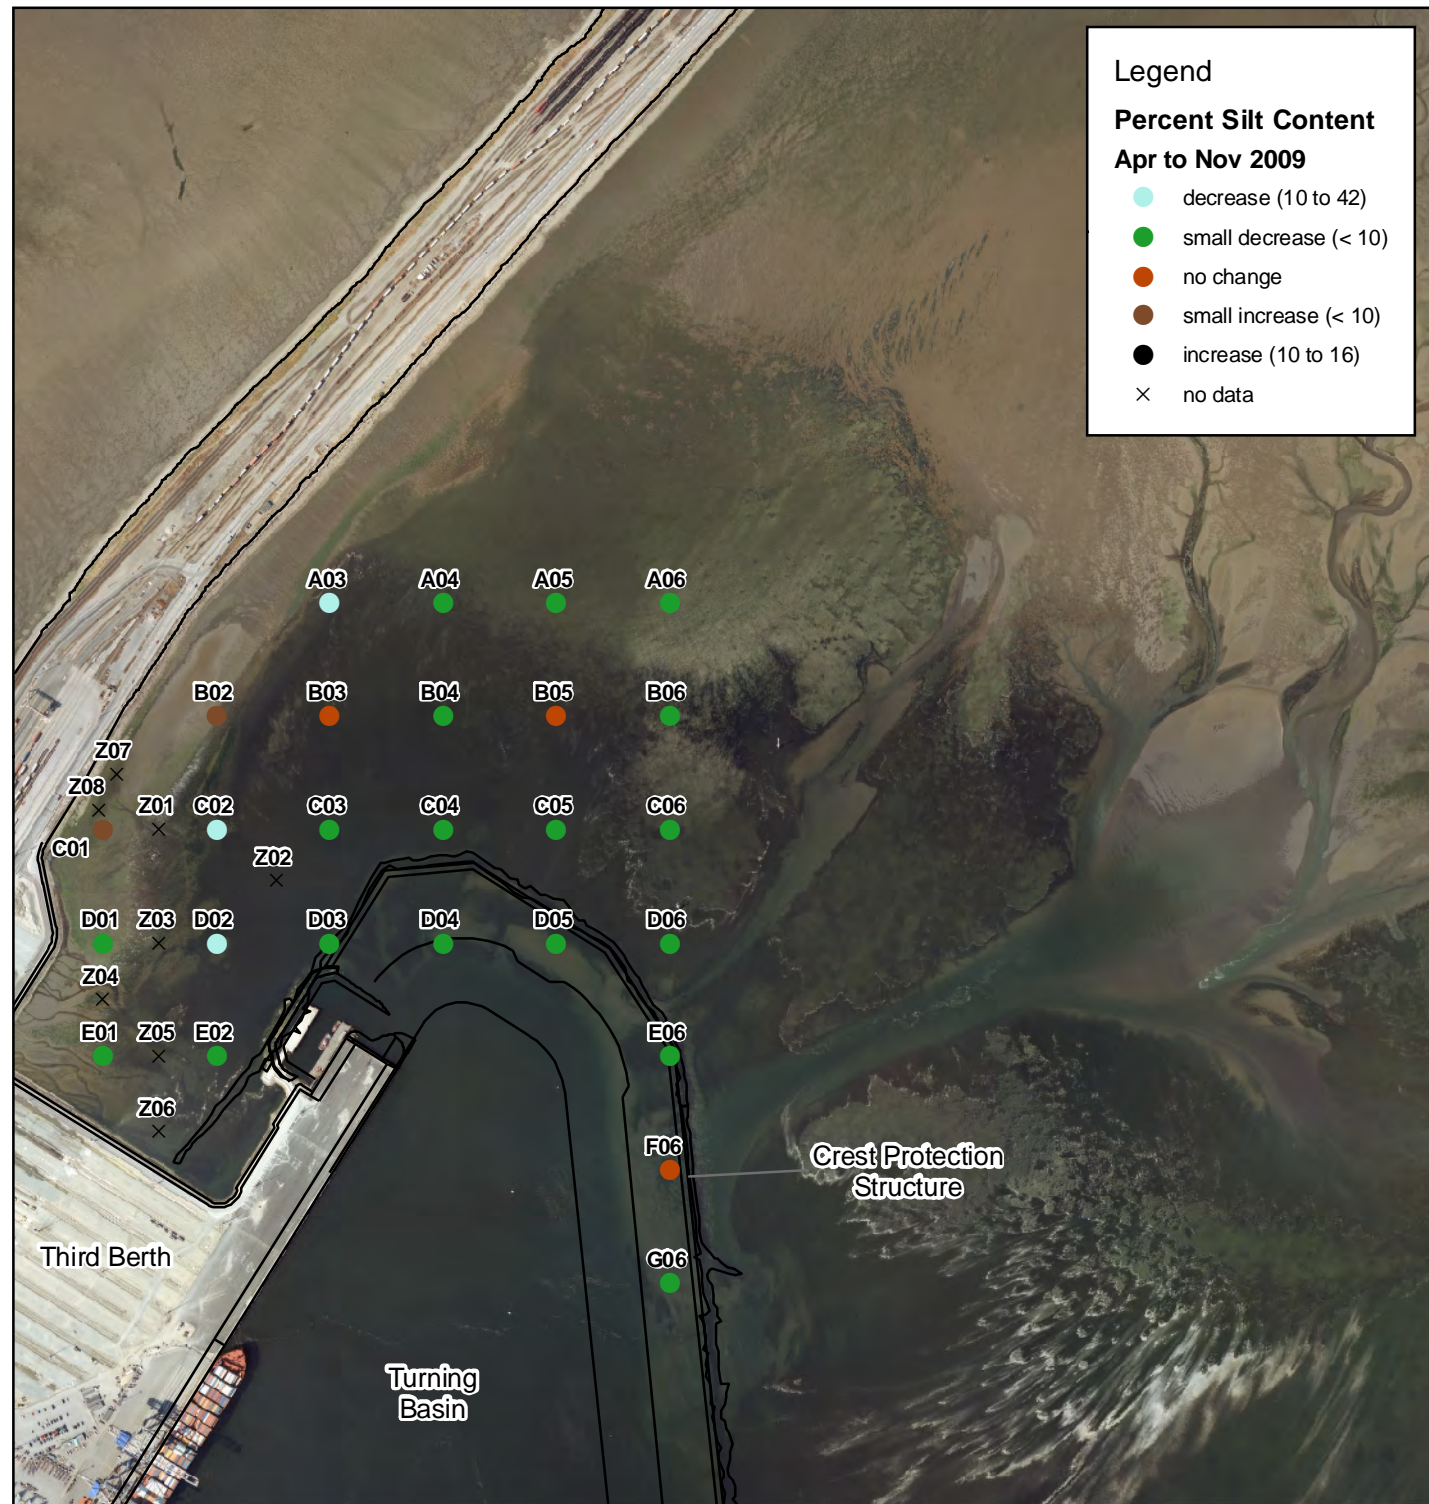 Legend
Percent Silt Content
Apr to Nov 2009
decrease (10 to 42)
small decrease (< 10)
no change
small increase (< 10)
increase (10 to 16)
no data
A03 A04 A05 A06
B02 B03 B04 B05 B06
Z07
Z08
Z01 C02 C03 C04 C05 C06
C01
Z02
D01 Z03 D02 D03 D04 D05 D06
Z04
E01 Z05 E02 E06
Z06
F06
Crest Protection
Structure
Third Berth
G06
Turning
Basin